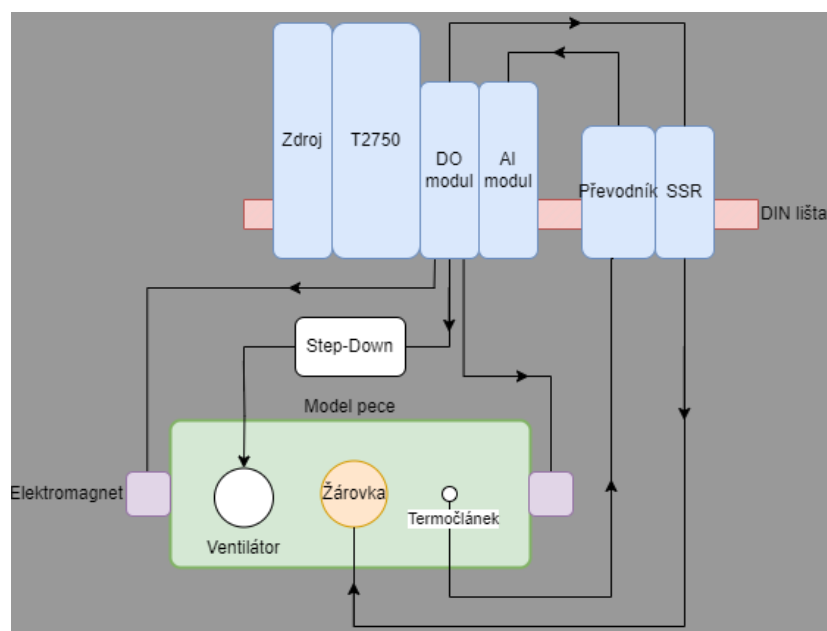 Zdroj
T2750
DO
modul
AI
modul
Převodník
SSR
DIN lišta
Step-Down
Model pece
Elektromagnet
Žárovka
Termočlánek
Ventilátor